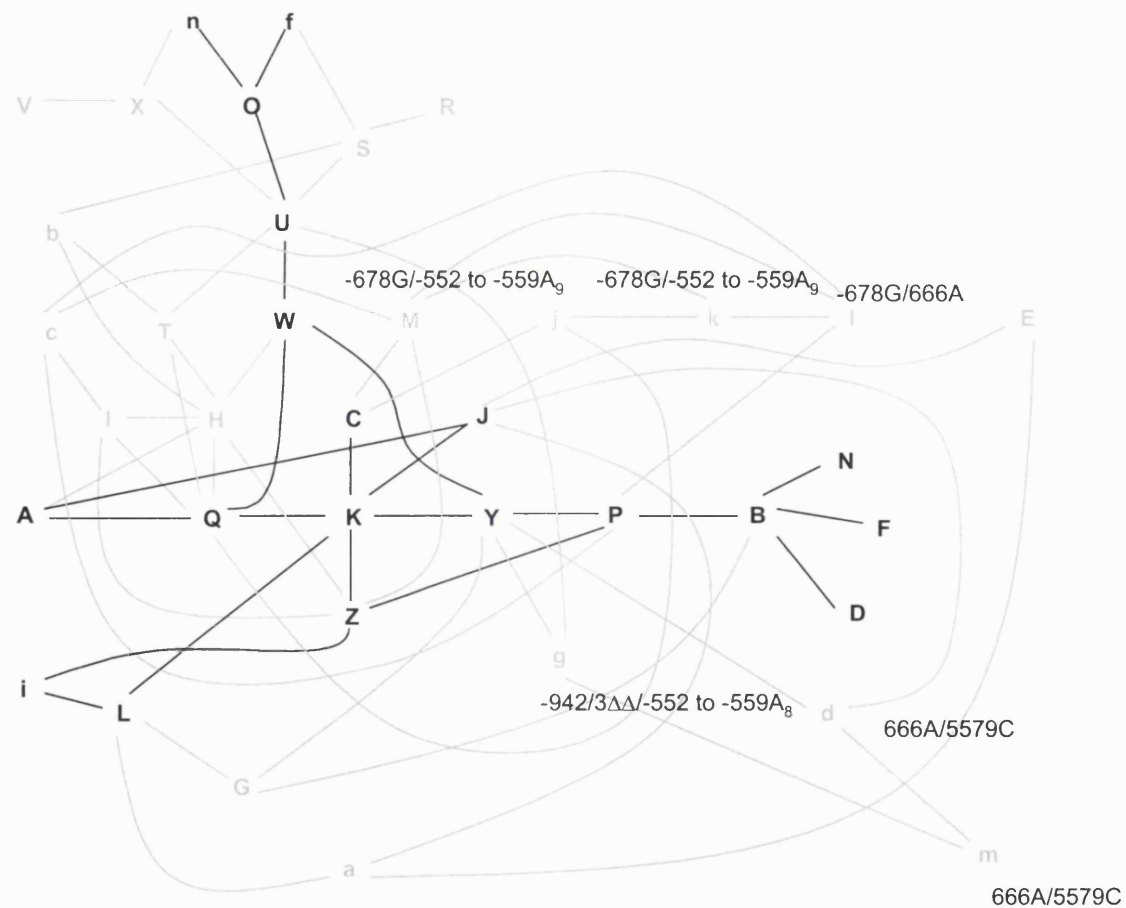 n f
V X O R
S
U
b
-678G/-552 to -559A₉ -678G/-552 to -559A₉ -678G/666A
c T W M j k l E
I H C J
N
A Q K Y P B F
Z D
g
i L -942/3ΔΔ/-552 to -559A₈ d
666A/5579C
G
a m
666A/5579C